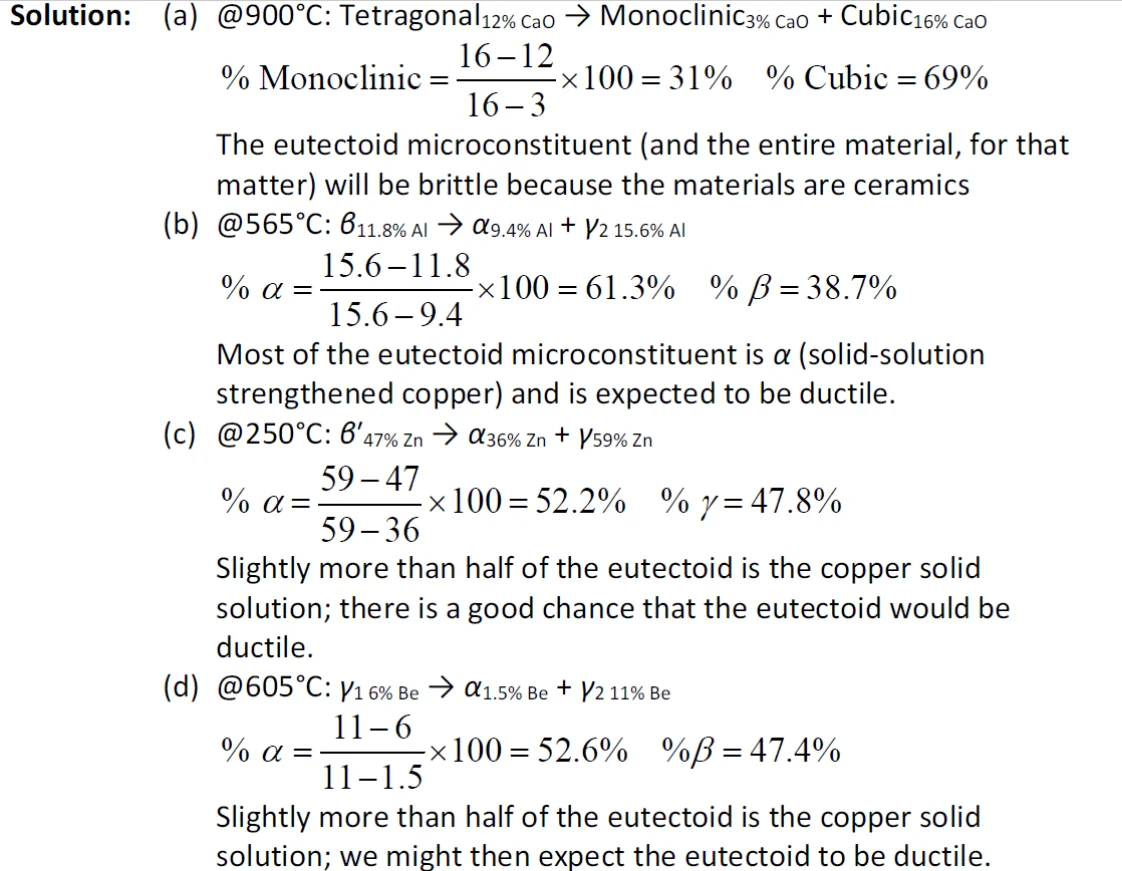 Solution: (a) @900°C: Tetragonal12% CaO → Monoclinic3% CaO + Cubic16% CaO
% Monoclinic = (16 – 12)/(16 – 3) × 100 = 31% % Cubic = 69%
The eutectoid microconstituent (and the entire material, for that
matter) will be brittle because the materials are ceramics
(b) @565°C: β11.8% Al → α9.4% Al + γ2 15.6% Al
% α = (15.6 – 11.8)/(15.6 – 9.4) × 100 = 61.3% % β = 38.7%
Most of the eutectoid microconstituent is α (solid-solution
strengthened copper) and is expected to be ductile.
(c) @250°C: β′47% Zn → α36% Zn + γ59% Zn
% α = (59 – 47)/(59 – 36) × 100 = 52.2% % γ = 47.8%
Slightly more than half of the eutectoid is the copper solid
solution; there is a good chance that the eutectoid would be
ductile.
(d) @605°C: γ1 6% Be → α1.5% Be + γ2 11% Be
% α = (11 – 6)/(11 – 1.5) × 100 = 52.6% %β = 47.4%
Slightly more than half of the eutectoid is the copper solid
solution; we might then expect the eutectoid to be ductile.